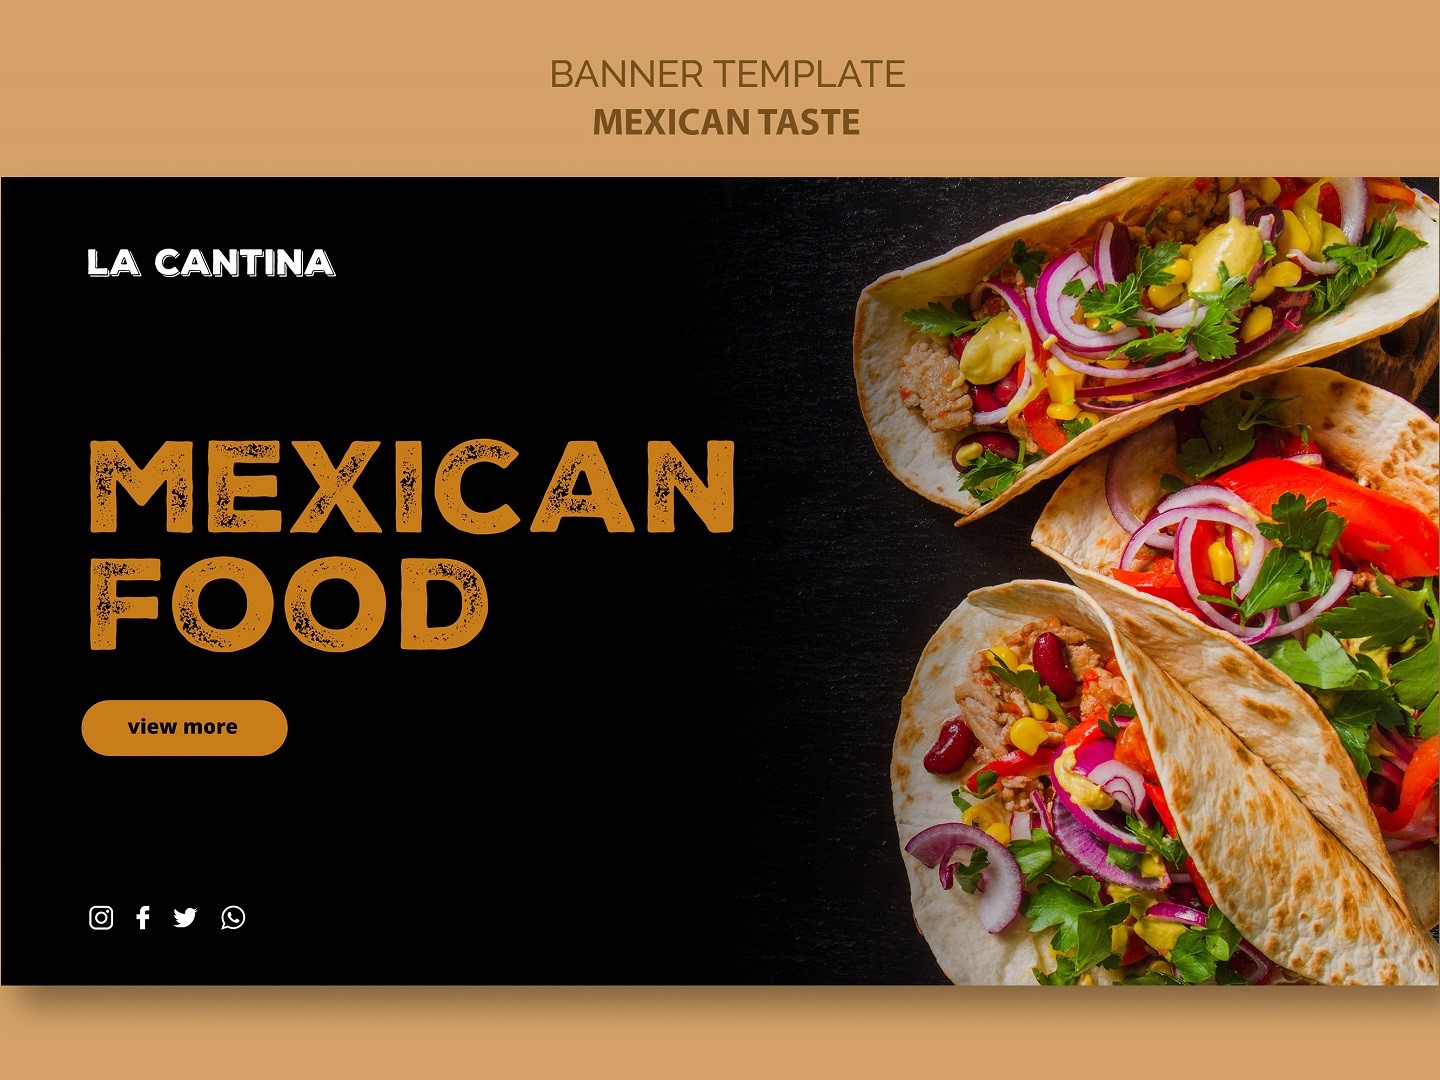 BANNER TEMPLATE
MEXICAN TASTE
LA CANTINA
MEXICAN
FOOD
view more